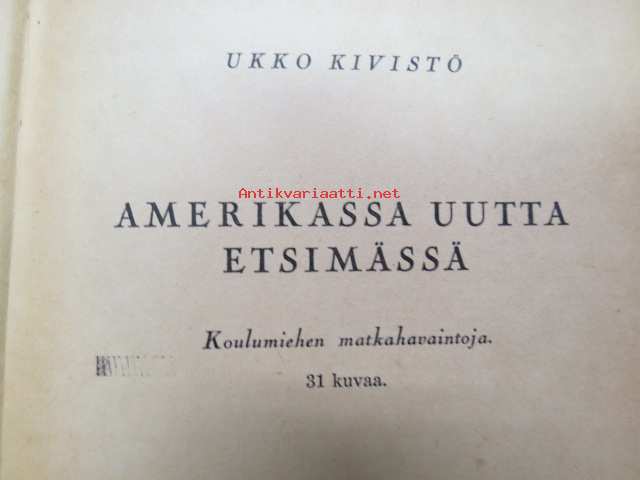 UKKO KIVISTÖ
Antikvariaatti.net
AMERIKASSA UUTTA
ETSIMÄSSÄ
Koulumiehen matkahavaintoja.
31 kuvaa.